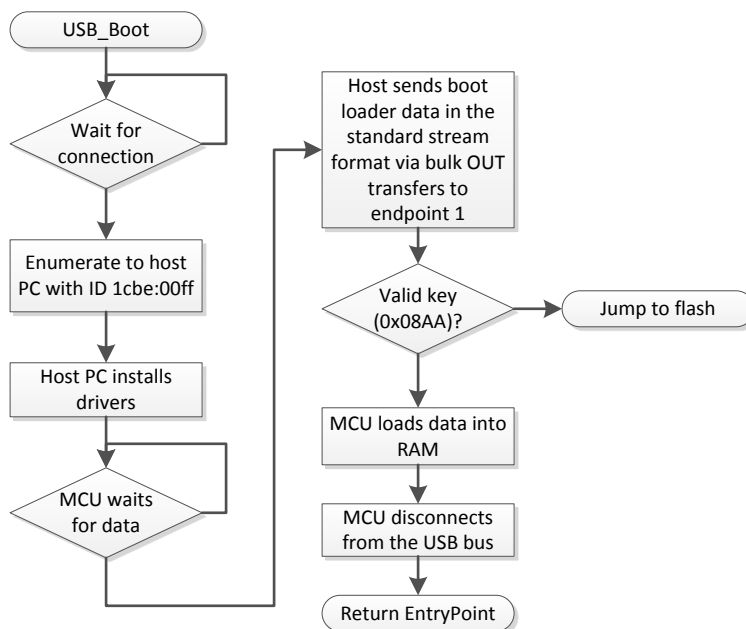 USB_Boot
Wait for
connection
Enumerate to host
PC with ID 1cbe:00ff
Host PC installs
drivers
MCU waits
for data
Host sends boot
loader data in the
standard stream
format via bulk OUT
transfers to
endpoint 1
Valid key
(0x08AA)?
Jump to flash
MCU loads data into
RAM
MCU disconnects
from the USB bus
Return EntryPoint